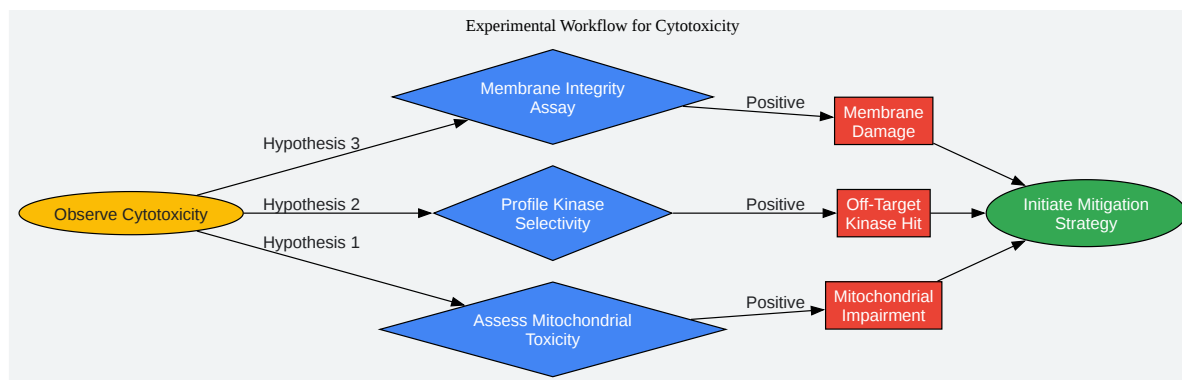 Experimental Workflow for Cytotoxicity
Membrane Integrity
Assay
Positive
Membrane
Damage
Hypothesis 3
Observe Cytotoxicity
Hypothesis 2
Profile Kinase
Selectivity
Positive
Off-Target
Kinase Hit
Initiate Mitigation
Strategy
Hypothesis 1
Assess Mitochondrial
Toxicity
Positive
Mitochondrial
Impairment